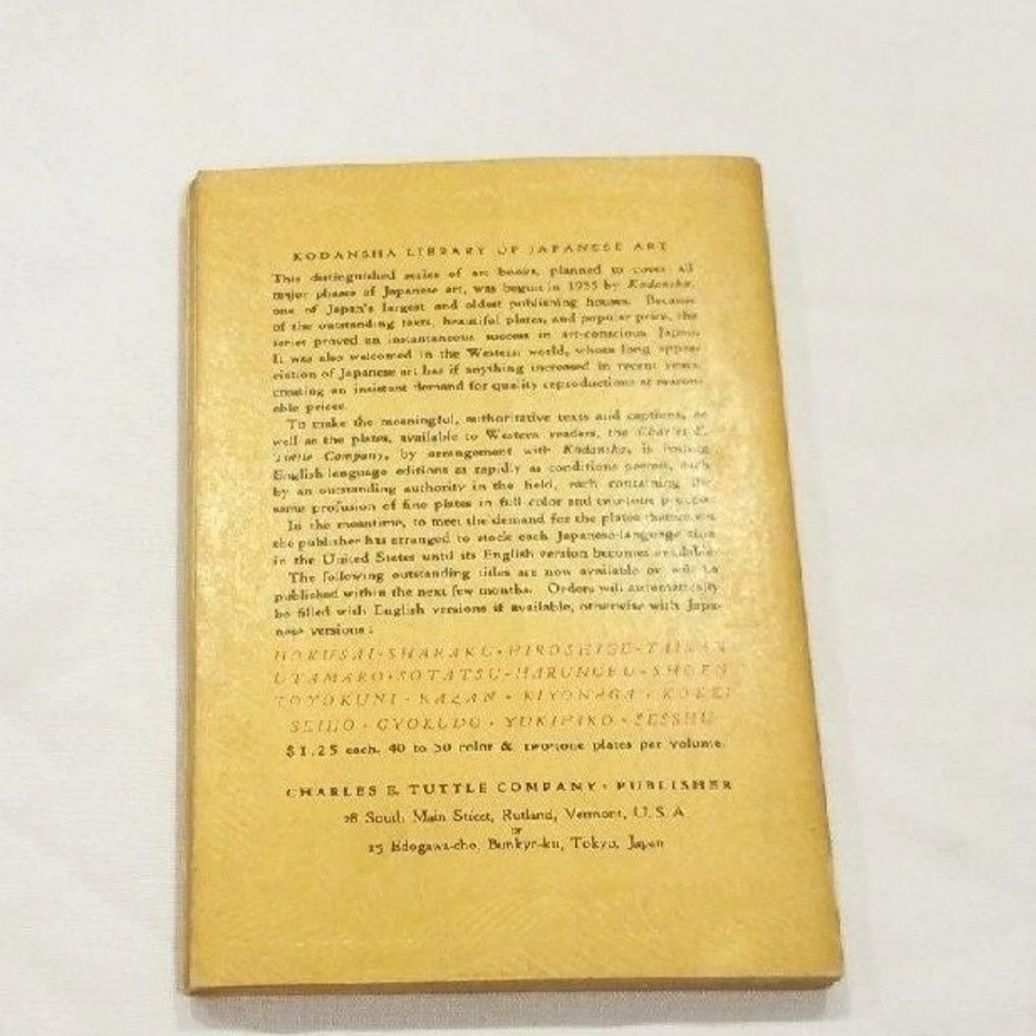 KODANSHA LIBRARY OF JAPANESE ART
This distinguished series of art books, planned to cover all
major phases of Japanese art, was begun in 1955 by Kodansha,
one of Japan's largest and oldest publishing houses. Because
of the outstanding texts, beautiful plates, and popular price, the
series proved an instantaneous success in art-conscious Japan.
It was also welcomed in the Western world, whose long appre-
ciation of Japanese art has if anything increased in recent years,
creating an insistent demand for quality reproductions at reason-
able prices.
To make the meaningful, authoritative texts and captions, as
well as the plates, available to Western readers, the Charles E.
Tuttle Company, by arrangement with Kodansha, is issuing
English-language editions as rapidly as conditions permit, each
by an outstanding authority in the field, each containing the
same profusion of fine plates in full color and two-tone process.
In the meantime, to meet the demand for the plates themselves
the publisher has arranged to stock each Japanese-language title
in the United States until its English version becomes available.
The following outstanding titles are now available or will be
published within the next few months. Orders will automatically
be filled with English versions if available, otherwise with Japa-
nese versions:
HOKUSAI · SHARAKU · HIROSHIGE · TAIKAN
UTAMARO · SOTATSU · HARUNOBU · SHOEN
TOYOKUNI · KAZAN · KIYONAGA · KOKEI
SEIHO · GYOKUDO · YUKIHIKO · SESSHU
$1.25 each. 40 to 50 color & two-tone plates per volume.
CHARLES E. TUTTLE COMPANY · PUBLISHER
28 South Main Street, Rutland, Vermont, U.S.A.
or
15 Edogawa-cho, Bunkyo-ku, Tokyo, Japan